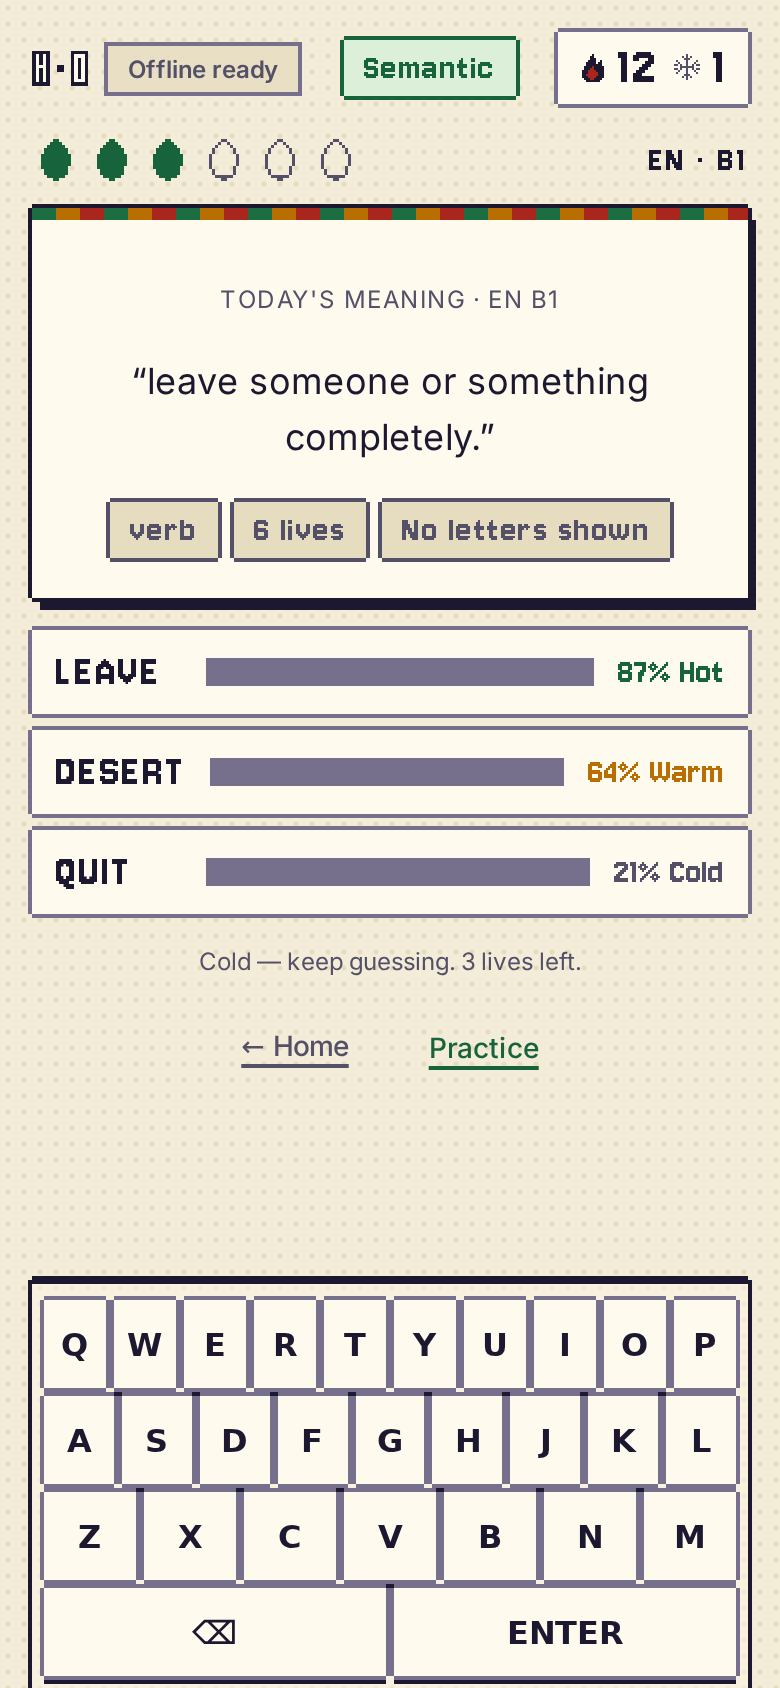 H·O
Offline ready
Semantic
12 1
EN · B1
TODAY'S MEANING · EN B1
“leave someone or something
completely.”
verb
6 lives
No letters shown
LEAVE 87% Hot
DESERT 64% Warm
QUIT 21% Cold
Cold — keep guessing. 3 lives left.
← Home Practice
Q W E R T Y U I O P
A S D F G H J K L
Z X C V B N M
⌫ ENTER